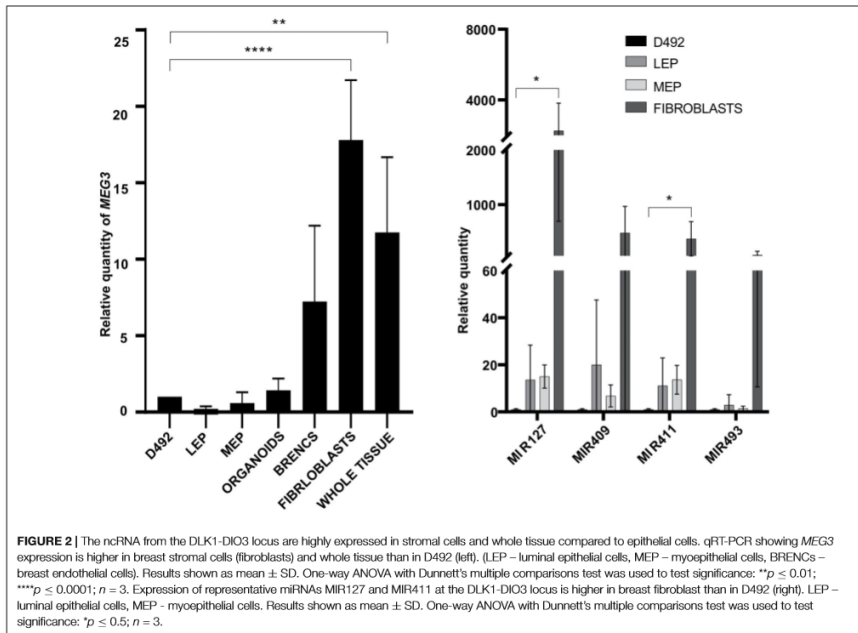 25
20
15
10
5
0
Relative quantity of MEG3
**
****
D492
LEP
MEP
ORGANOIDS
BRENCS
FIBRLOBLASTS
WHOLE TISSUE
8000
4000
2000
1000
60
40
20
0
Relative quantity
*
*
D492
LEP
MEP
FIBROBLASTS
MIR127
MIR409
MIR411
MIR493
FIGURE 2 | The ncRNA from the DLK1-DIO3 locus are highly expressed in stromal cells and whole tissue compared to epithelial cells. qRT-PCR showing MEG3
expression is higher in breast stromal cells (fibroblasts) and whole tissue than in D492 (left). (LEP – luminal epithelial cells, MEP – myoepithelial cells, BRENCs –
breast endothelial cells). Results shown as mean ± SD. One-way ANOVA with Dunnett's multiple comparisons test was used to test significance: **p ≤ 0.01;
****p ≤ 0.0001; n = 3. Expression of representative miRNAs MIR127 and MIR411 at the DLK1-DIO3 locus is higher in breast fibroblast than in D492 (right). LEP –
luminal epithelial cells, MEP - myoepithelial cells. Results shown as mean ± SD. One-way ANOVA with Dunnett's multiple comparisons test was used to test
significance: *p ≤ 0.5; n = 3.